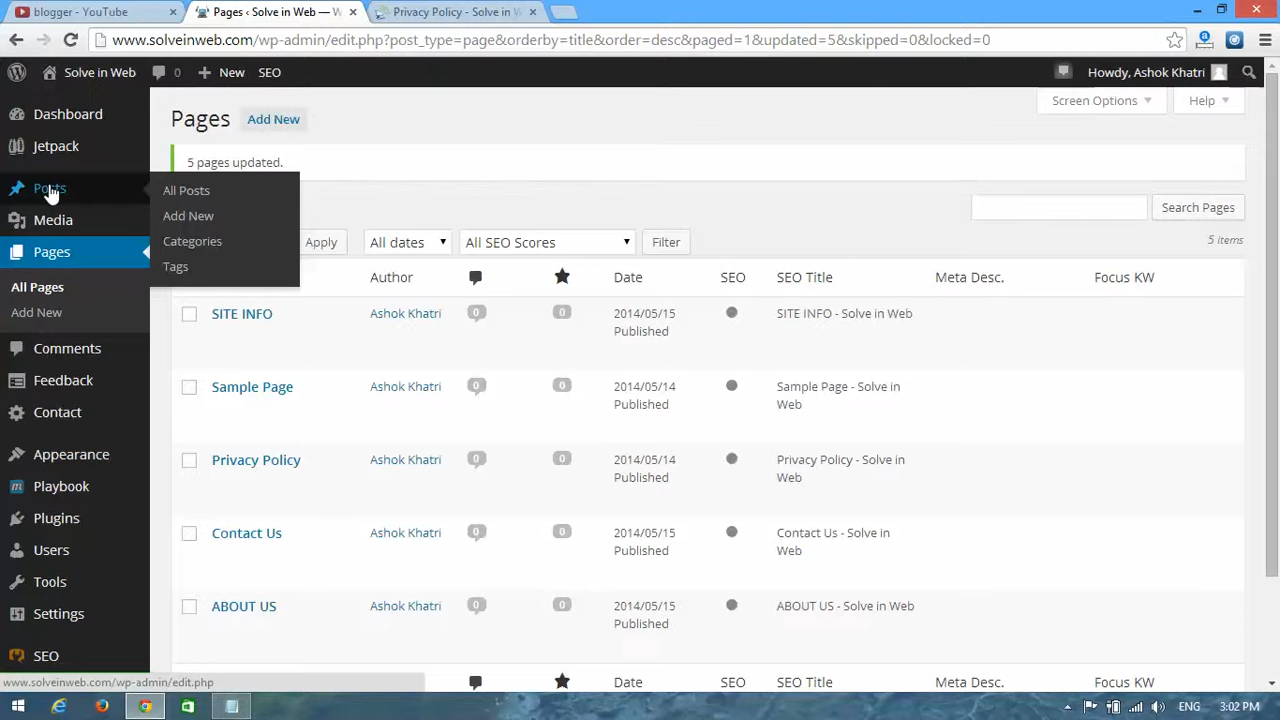 blogger - YouTube
Pages ‹ Solve in Web — W
Privacy Policy - Solve in W
www.solveinweb.com/wp-admin/edit.php?post_type=page&orderby=title&order=desc&paged=1&updated=5&skipped=0&locked=0
Solve in Web 0 + New SEO
Howdy, Ashok Khatri
Dashboard
Jetpack
Posts
Media
Pages
All Pages
Add New
Comments
Feedback
Contact
Appearance
Playbook
Plugins
Users
Tools
Settings
SEO
All Posts
Add New
Categories
Tags
Pages Add New
Screen Options Help
5 pages updated.
Search Pages
Apply All dates All SEO Scores Filter
5 items
Author Date SEO SEO Title Meta Desc. Focus KW
SITE INFO Ashok Khatri 0 0 2014/05/15 SITE INFO - Solve in Web
Published
Sample Page Ashok Khatri 0 0 2014/05/14 Sample Page - Solve in
Published Web
Privacy Policy Ashok Khatri 0 0 2014/05/14 Privacy Policy - Solve in
Published Web
Contact Us Ashok Khatri 0 0 2014/05/15 Contact Us - Solve in
Published Web
ABOUT US Ashok Khatri 0 0 2014/05/15 ABOUT US - Solve in Web
Published
Author Date SEO SEO Title Meta Desc. Focus KW
www.solveinweb.com/wp-admin/edit.php
ENG 3:02 PM